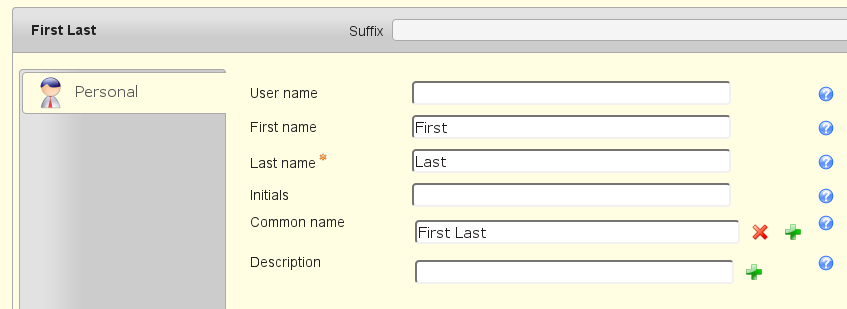 First Last
Suffix
Personal
User name
First name First
Last name * Last
Initials
Common name First Last
Description